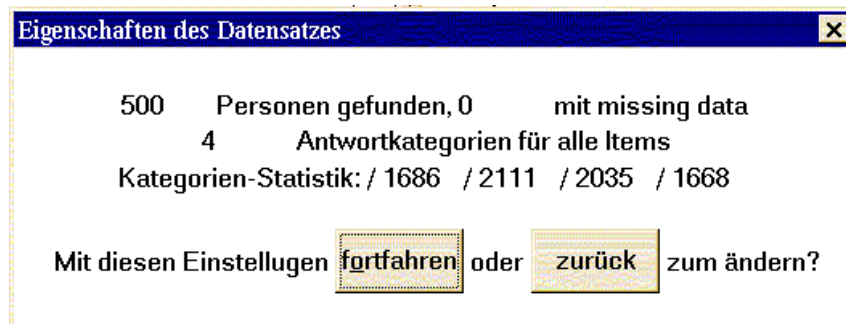 Eigenschaften des Datensatzes
500 Personen gefunden, 0 mit missing data
4 Antwortkategorien für alle Items
Kategorien-Statistik: / 1686 / 2111 / 2035 / 1668
Mit diesen Einstellugen fortfahren oder zurück zum ändern?